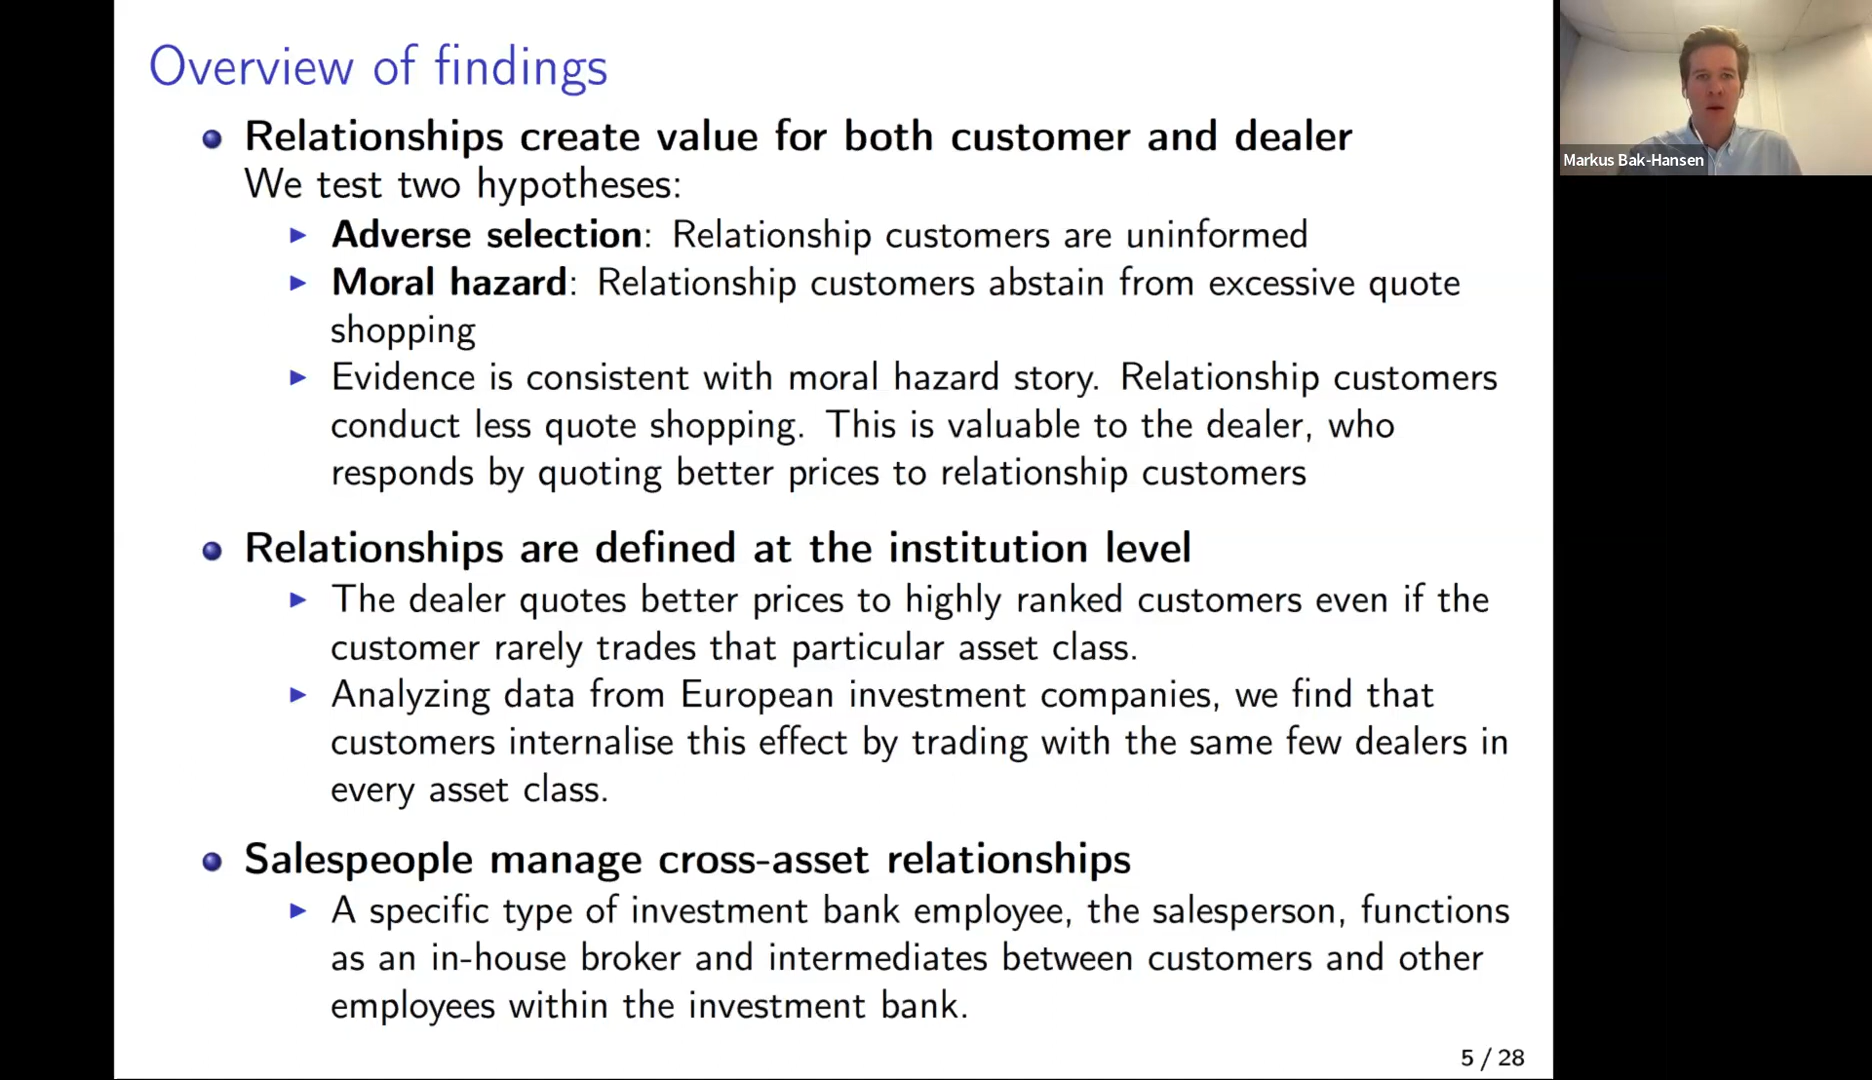 Overview of findings
Relationships create value for both customer and dealer
We test two hypotheses:
Adverse selection: Relationship customers are uninformed
Moral hazard: Relationship customers abstain from excessive quote
shopping
Evidence is consistent with moral hazard story. Relationship customers
conduct less quote shopping. This is valuable to the dealer, who
responds by quoting better prices to relationship customers
Relationships are defined at the institution level
The dealer quotes better prices to highly ranked customers even if the
customer rarely trades that particular asset class.
Analyzing data from European investment companies, we find that
customers internalise this effect by trading with the same few dealers in
every asset class.
Salespeople manage cross-asset relationships
A specific type of investment bank employee, the salesperson, functions
as an in-house broker and intermediates between customers and other
employees within the investment bank.
5 / 28
Markus Bak-Hansen